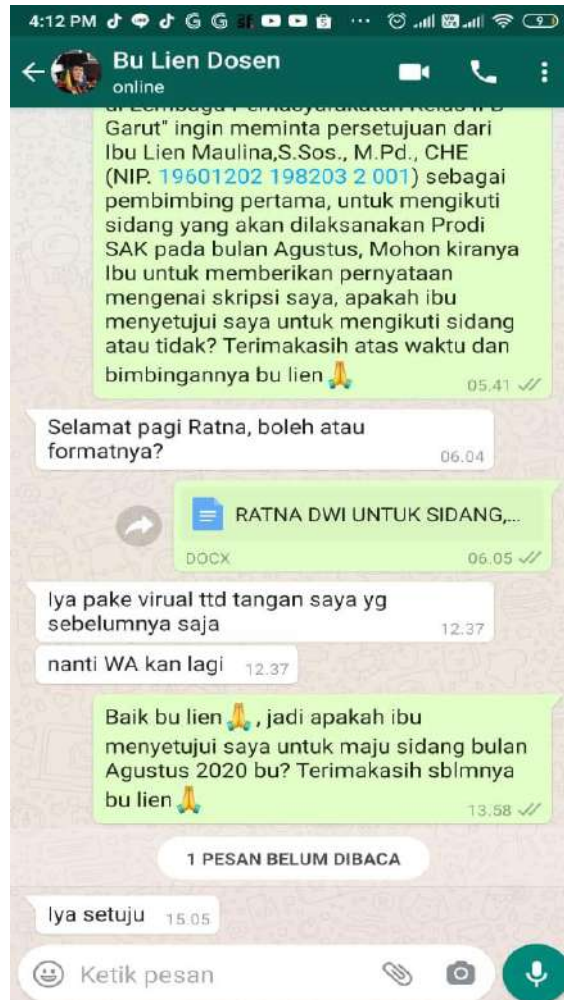 4:12 PM
Bu Lien Dosen
online
di Lembaga Pemasyarakatan Kelas II B
Garut" ingin meminta persetujuan dari
Ibu Lien Maulina,S.Sos., M.Pd., CHE
(NIP. 19601202 198203 2 001) sebagai
pembimbing pertama, untuk mengikuti
sidang yang akan dilaksanakan Prodi
SAK pada bulan Agustus, Mohon kiranya
Ibu untuk memberikan pernyataan
mengenai skripsi saya, apakah ibu
menyetujui saya untuk mengikuti sidang
atau tidak? Terimakasih atas waktu dan
bimbingannya bu lien 🙏
05.41
Selamat pagi Ratna, boleh atau
formatnya?
06.04
RATNA DWI UNTUK SIDANG,...
DOCX 06.05
Iya pake virual ttd tangan saya yg
sebelumnya saja
12.37
nanti WA kan lagi 12.37
Baik bu lien 🙏, jadi apakah ibu
menyetujui saya untuk maju sidang bulan
Agustus 2020 bu? Terimakasih sblmnya
bu lien 🙏
13.58
1 PESAN BELUM DIBACA
Iya setuju 15.05
Ketik pesan